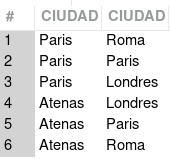 # CIUDAD CIUDAD
1 Paris Roma
2 Paris Paris
3 Paris Londres
4 Atenas Londres
5 Atenas Paris
6 Atenas Roma